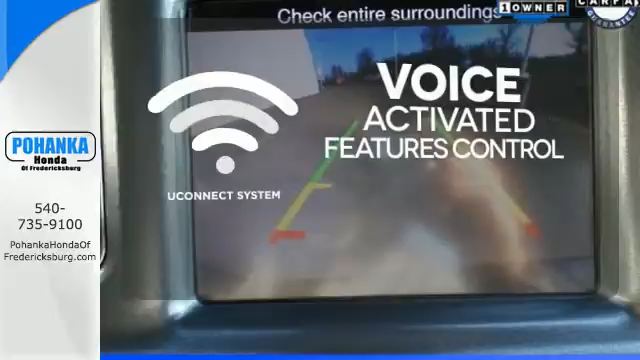 Check entire surroundings
1 OWNER
CARFAX
GUARANTEE
VOICE
ACTIVATED
FEATURES CONTROL
UCONNECT SYSTEM
POHANKA
Honda
Of Fredericksburg
540-
735-9100
PohankaHondaOf
Fredericksburg.com